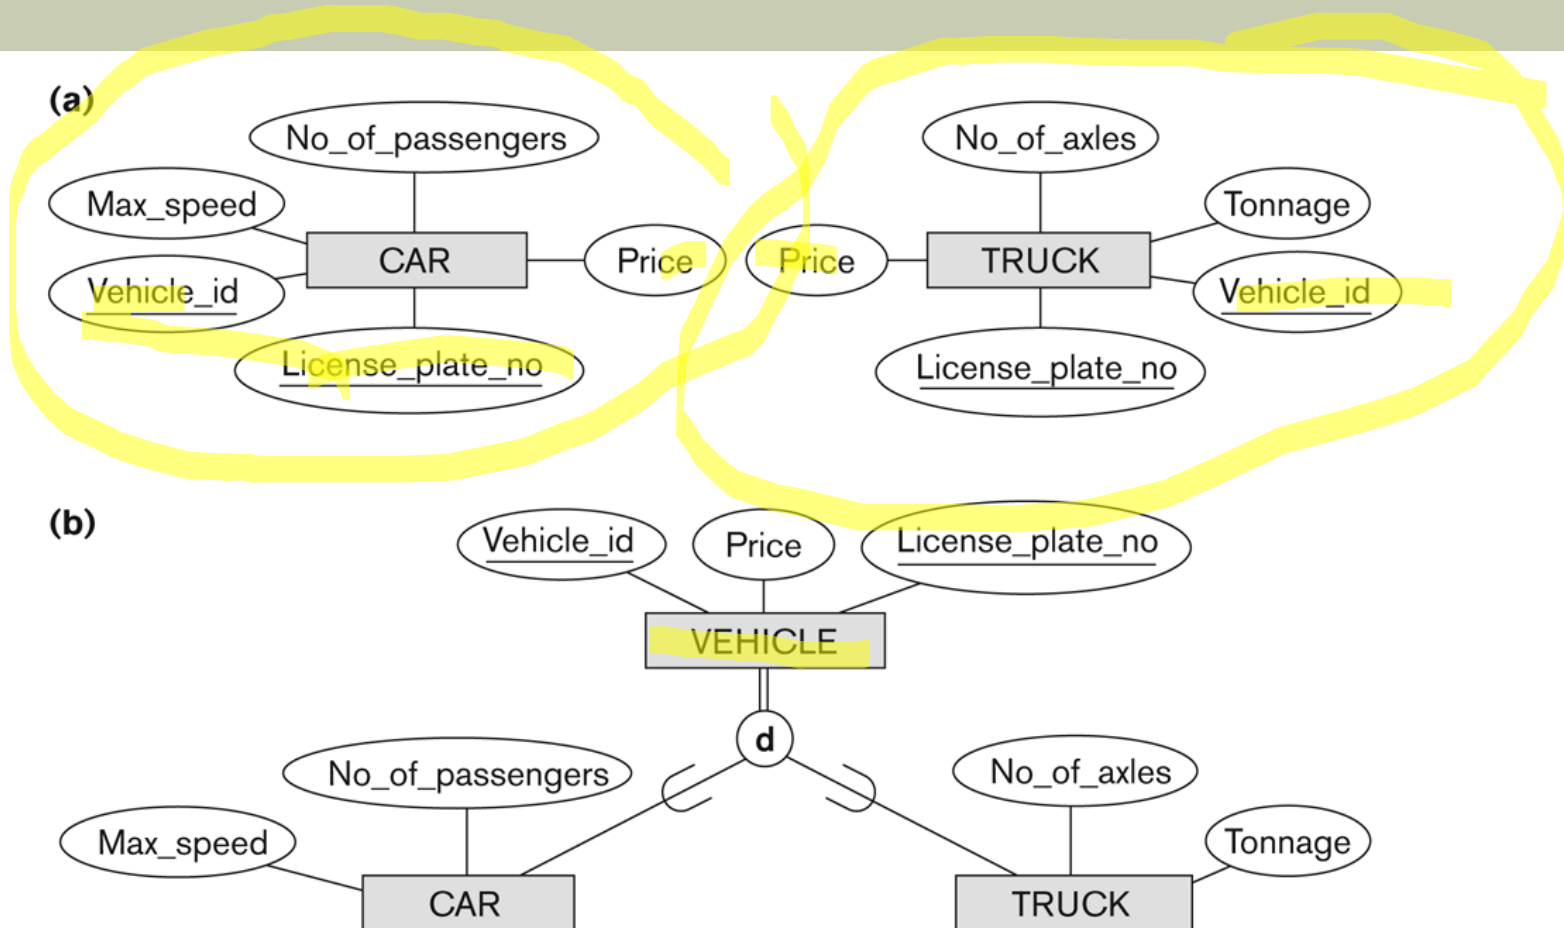 (a)
No_of_passengers
No_of_axles
Max_speed
Tonnage
CAR
Price
Price
TRUCK
Vehicle_id
Vehicle_id
License_plate_no
License_plate_no
(b)
Vehicle_id
Price
License_plate_no
VEHICLE
d
No_of_passengers
No_of_axles
Max_speed
Tonnage
CAR
TRUCK